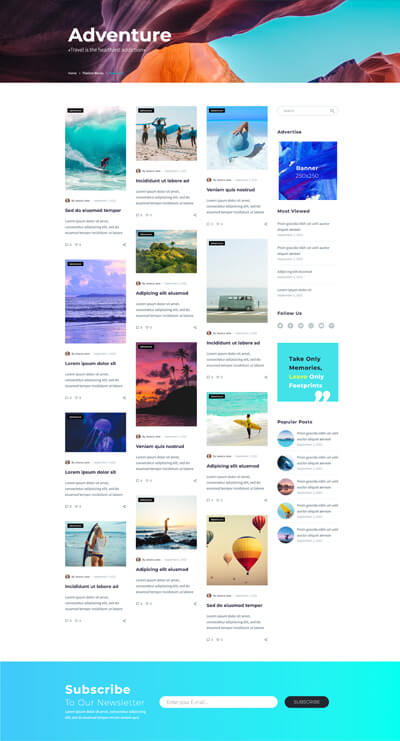 Adventure
«Travel is the healthiest addiction»
Home
Sed do eiusmod tempor
Lorem ipsum dolor sit amet,
consectetur adipiscing elit, sed do
eiusmod tempor incididunt ut labore
Lorem ipsum dolor sit
Lorem ipsum dolor sit amet,
consectetur adipiscing elit, sed do
eiusmod tempor incididunt ut labore
Lorem ipsum dolor sit
Lorem ipsum dolor sit amet,
consectetur adipiscing elit, sed do
eiusmod tempor incididunt ut labore
Incididunt ut labore ad
Lorem ipsum dolor sit amet,
consectetur adipiscing elit, sed do
eiusmod tempor incididunt ut labore
Incididunt ut labore ad
Lorem ipsum dolor sit amet,
consectetur adipiscing elit, sed do
eiusmod tempor incididunt ut labore
Adipicing elit eiusmod
Lorem ipsum dolor sit amet,
consectetur adipiscing elit, sed do
eiusmod tempor incididunt ut labore
Veniam quis nostrud
Lorem ipsum dolor sit amet,
consectetur adipiscing elit, sed do
eiusmod tempor incididunt ut labore
Adipicing elit eiusmod
Lorem ipsum dolor sit amet,
consectetur adipiscing elit, sed do
eiusmod tempor incididunt ut labore
Veniam quis nostrud
Lorem ipsum dolor sit amet,
consectetur adipiscing elit, sed do
eiusmod tempor incididunt ut labore
Incididunt ut labore ad
Lorem ipsum dolor sit amet,
consectetur adipiscing elit, sed do
eiusmod tempor incididunt ut labore
Adipicing elit eiusmod
Lorem ipsum dolor sit amet,
consectetur adipiscing elit, sed do
eiusmod tempor incididunt ut labore
Sed do eiusmod tempor
Lorem ipsum dolor sit amet,
consectetur adipiscing elit, sed do
eiusmod tempor incididunt ut labore
Advertise
Banner
250x250
Most Viewed
Proin gravida nibh vel velit auctor
aliquet aenean
Proin gravida nibh vel velit auctor
aliquet aenean
Adipicing elit eiusmod
Lorem ipsum dolor sit
Follow Us
Take Only
Memories,
Leave Only
Footprints
Popular Posts
Proin gravida nibh vel velit
auctor aliquet aenean
Proin gravida nibh vel velit
auctor aliquet aenean
Proin gravida nibh vel velit
auctor aliquet aenean
Proin gravida nibh vel velit
auctor aliquet aenean
Proin gravida nibh vel velit
auctor aliquet aenean
Subscribe
To Our Newsletter
Lorem ipsum dolor sit amet, consectetur adipiscing
Enter your E-mail...
SUBSCRIBE